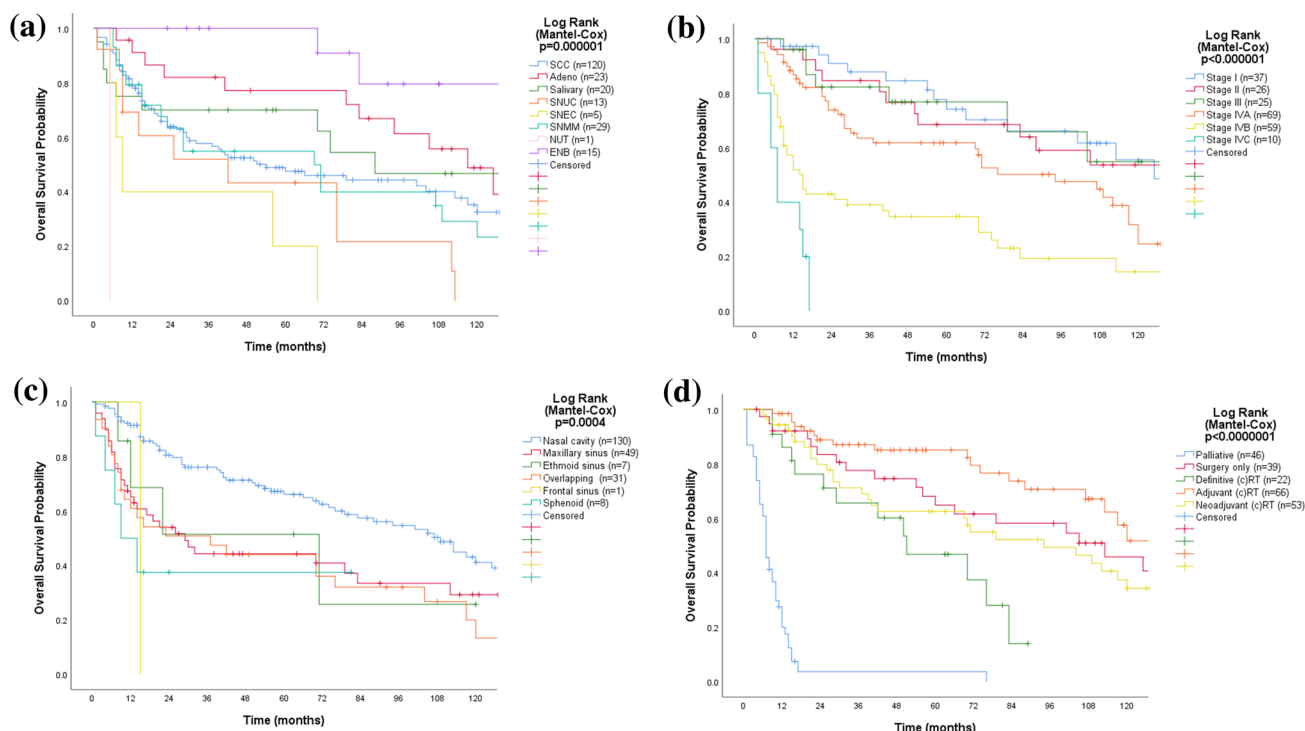 (a)
Log Rank
(Mantel-Cox)
p=0.000001
SCC (n=120)
Adeno (n=23)
Salivary (n=20)
SNUC (n=13)
SNEC (n=5)
SNMM (n=29)
NUT (n=1)
ENB (n=15)
Censored
Overall Survival Probability
1.0
0.8
0.6
0.4
0.2
0.0
0 12 24 36 48 60 72 84 96 108 120
Time (months)
(b)
Log Rank
(Mantel-Cox)
p<0.000001
Stage I (n=37)
Stage II (n=26)
Stage III (n=25)
Stage IVA (n=69)
Stage IVB (n=59)
Stage IVC (n=10)
Censored
Overall Survival Probability
1.0
0.8
0.6
0.4
0.2
0.0
0 12 24 36 48 60 72 84 96 108 120
Time (months)
(c)
Log Rank
(Mantel-Cox)
p=0.0004
Nasal cavity (n=130)
Maxillary sinus (n=49)
Ethmoid sinus (n=7)
Overlapping (n=31)
Frontal sinus (n=1)
Sphenoid (n=8)
Censored
Overall Survival Probability
1.0
0.8
0.6
0.4
0.2
0.0
0 12 24 36 48 60 72 84 96 108 120
Time (months)
(d)
Log Rank
(Mantel-Cox)
p<0.0000001
Palliative (n=46)
Surgery only (n=39)
Definitive (c)RT (n=22)
Adjuvant (c)RT (n=66)
Neoadjuvant (c)RT (n=53)
Censored
Overall Survival Probability
1.0
0.8
0.6
0.4
0.2
0.0
0 12 24 36 48 60 72 84 96 108 120
Time (months)